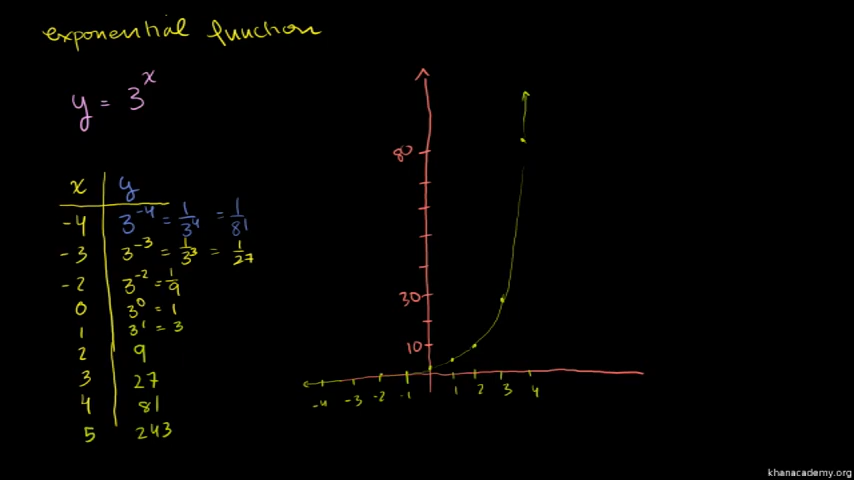 exponential function
y = 3^x
x y
-4 3^-4 = 1/3^4 = 1/81
-3 3^-3 = 1/3^3 = 1/27
-2 3^-2 = 1/9
0 3^0 = 1
1 3^1 = 3
2 9
3 27
4 81
5 243
80
30
10
-4 -3 -2 -1 1 2 3 4
khanacademy.org